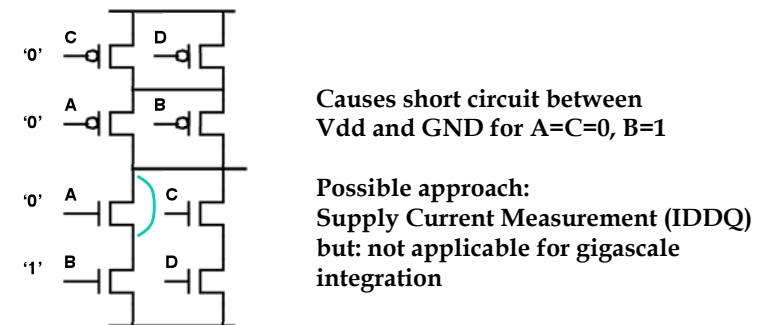 C D
‘0’
A B
‘0’
‘0’ A C
‘1’ B D
Causes short circuit between
Vdd and GND for A=C=0, B=1
Possible approach:
Supply Current Measurement (IDDQ)
but: not applicable for gigascale
integration